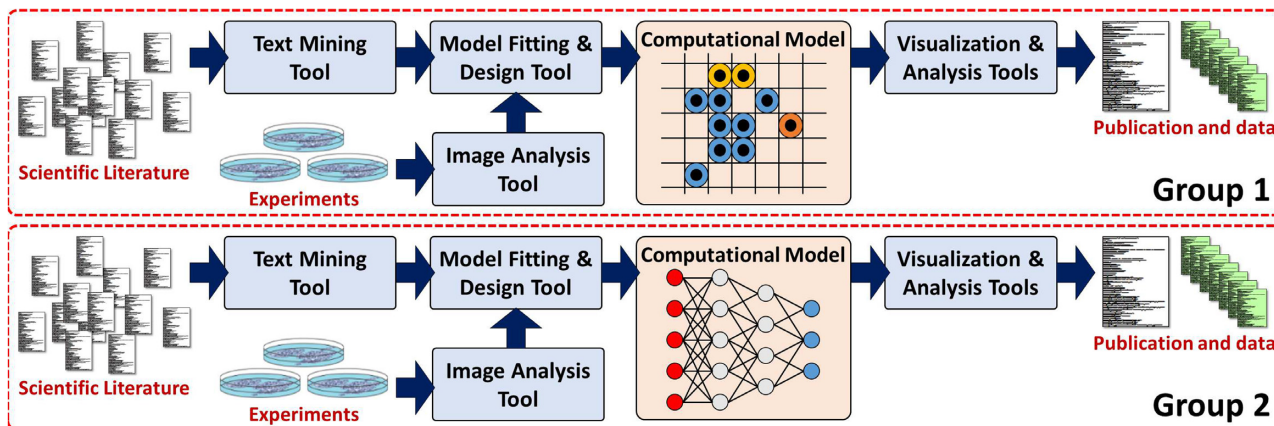 Text Mining
Tool
Model Fitting &
Design Tool
Computational Model
Visualization &
Analysis Tools
Scientific Literature
Experiments
Image Analysis
Tool
Publication and data
Group 1
Text Mining
Tool
Model Fitting &
Design Tool
Computational Model
Visualization &
Analysis Tools
Scientific Literature
Experiments
Image Analysis
Tool
Publication and data
Group 2